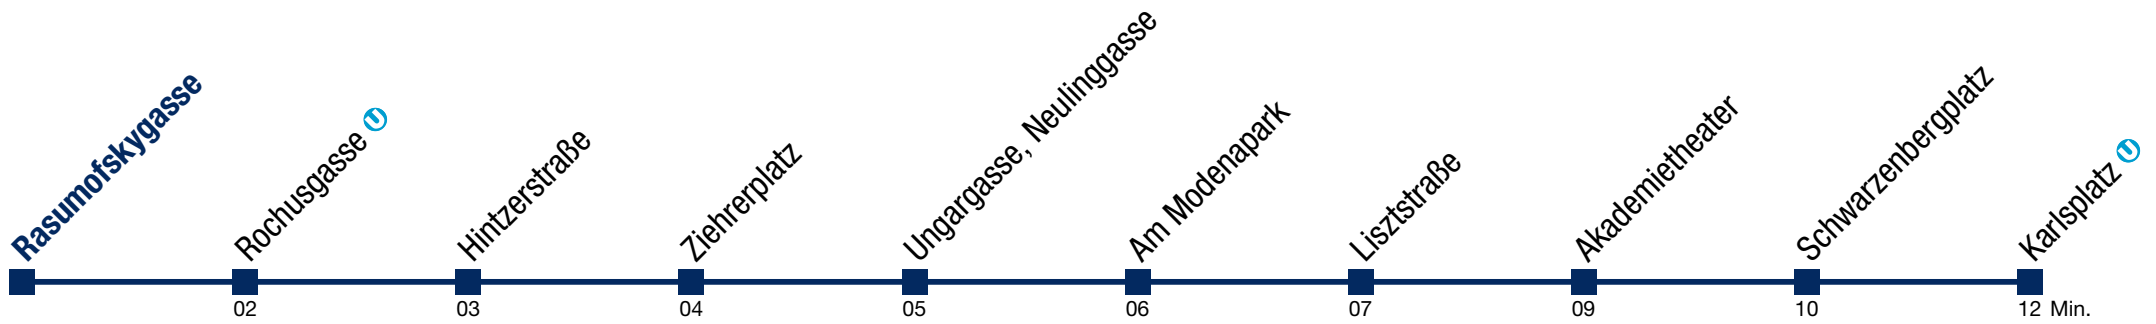 Rasumofskygasse
Rochusgasse
Hintzerstraße
Ziehrerplatz
Ungargasse, Neulinggasse
Am Modenapark
Lisztstraße
Akademietheater
Schwarzenbergplatz
Karlsplatz
02 03 04 05 06 07 09 10 12 Min.